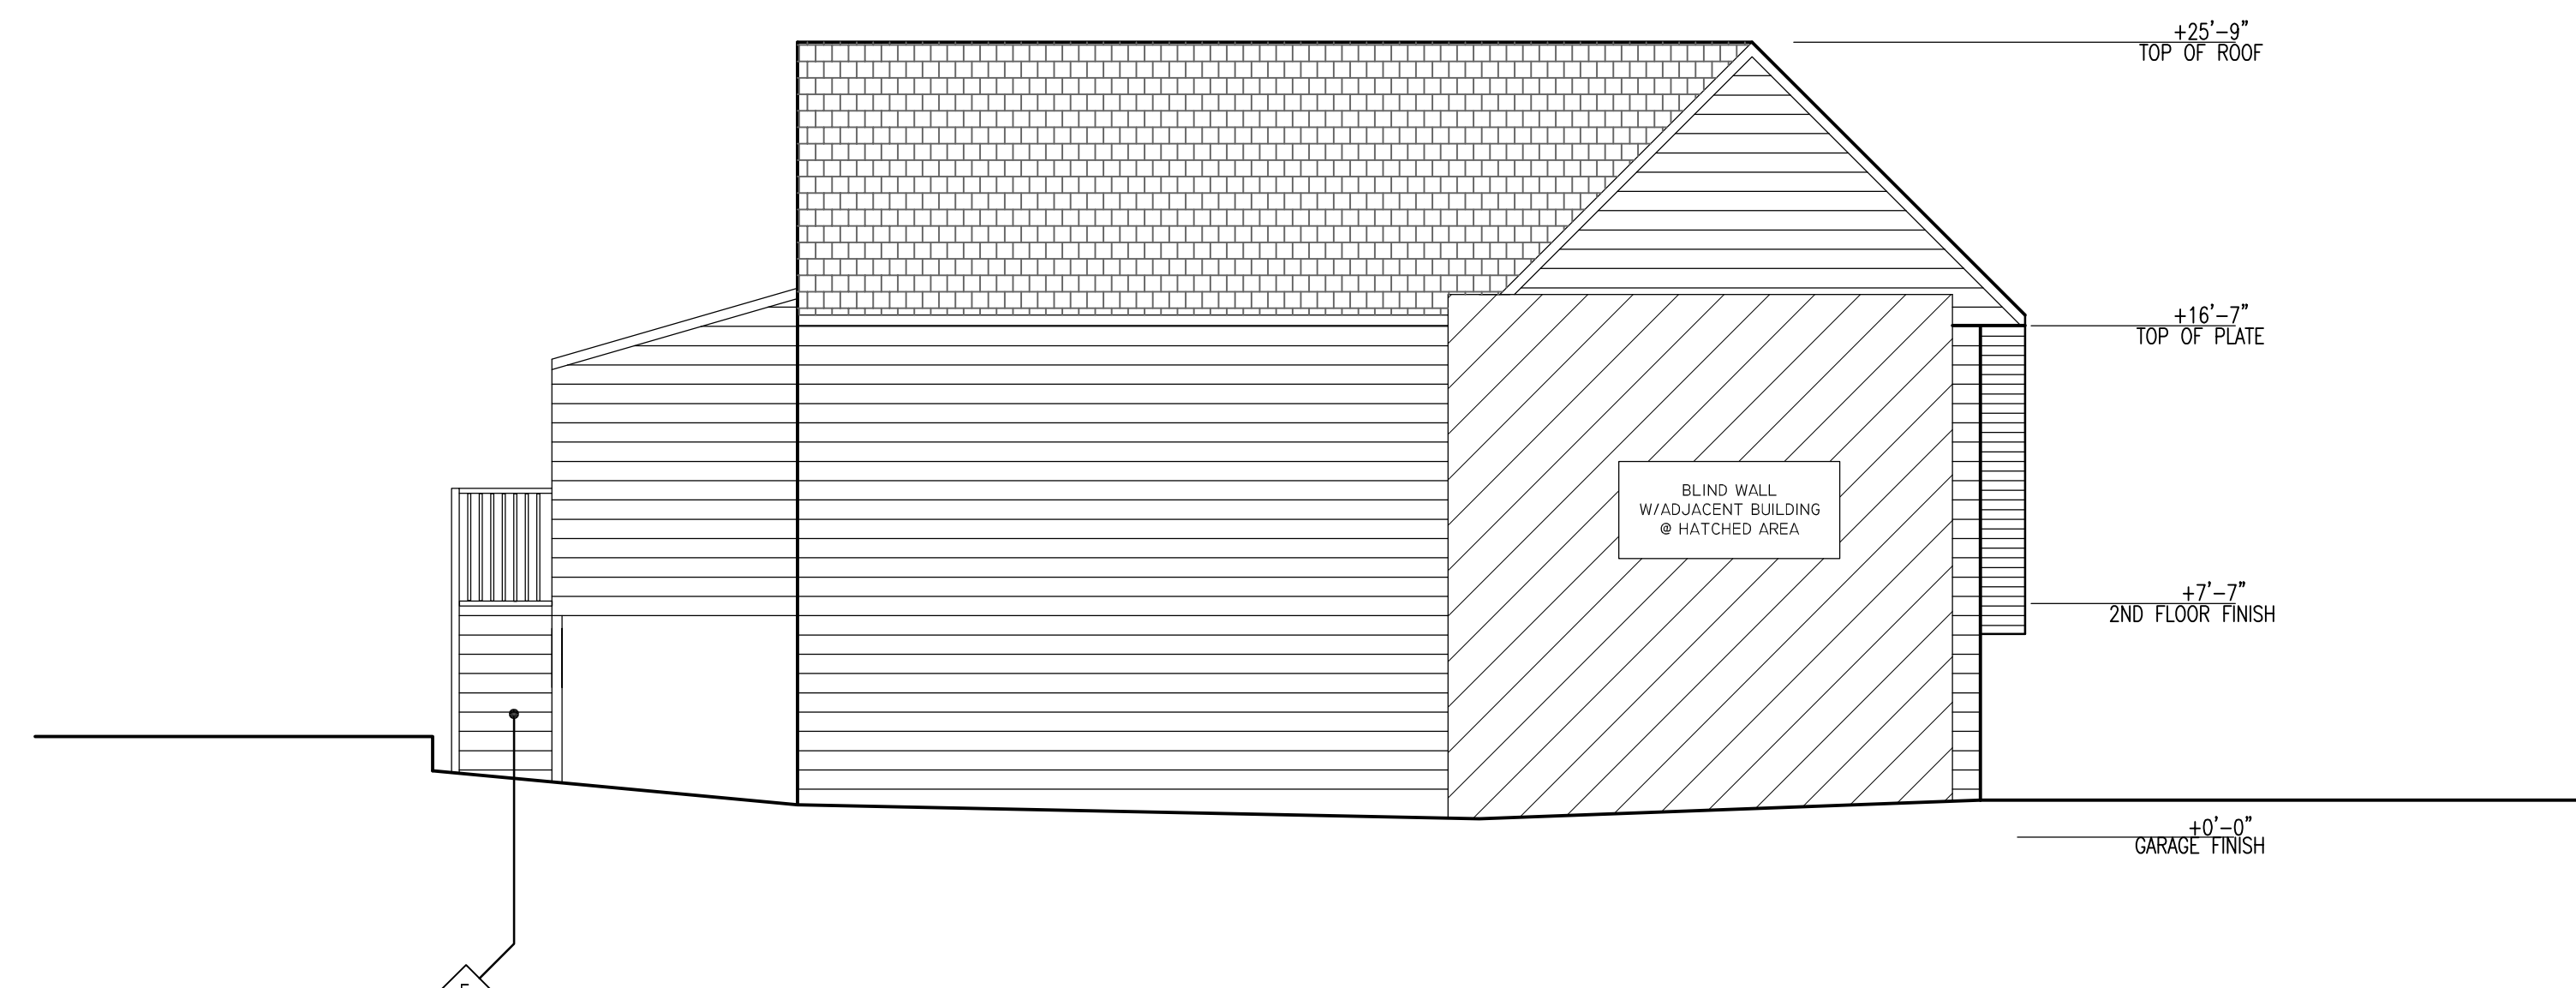 +25'-9"
TOP OF ROOF
+16'-7"
TOP OF PLATE
BLIND WALL
W/ADJACENT BUILDING
@ HATCHED AREA
+7'-7"
2ND FLOOR FINISH
+0'-0"
GARAGE FINISH